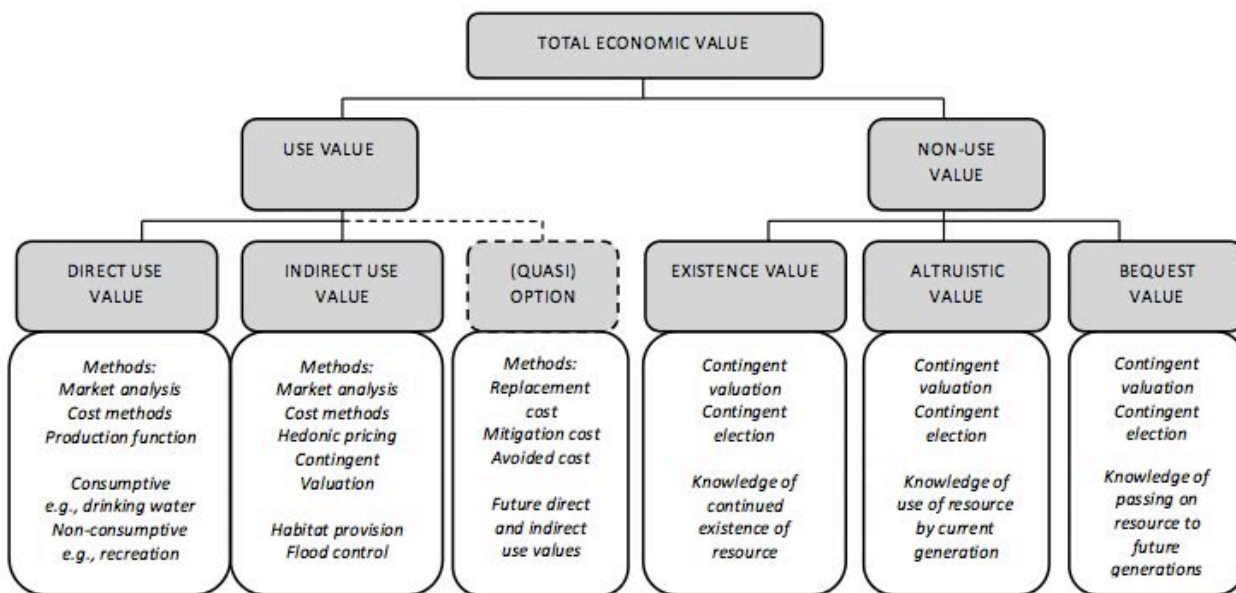 TOTAL ECONOMIC VALUE
USE VALUE
NON-USE
VALUE
DIRECT USE
VALUE
INDIRECT USE
VALUE
(QUASI)
OPTION
EXISTENCE VALUE
ALTRUISTIC
VALUE
BEQUEST
VALUE
Methods:
Market analysis
Cost methods
Production function
Consumptive
e.g., drinking water
Non-consumptive
e.g., recreation
Methods:
Market analysis
Cost methods
Hedonic pricing
Contingent
Valuation
Habitat provision
Flood control
Methods:
Replacement
cost
Mitigation cost
Avoided cost
Future direct
and indirect
use values
Contingent
valuation
Contingent
election
Knowledge of
continued
existence of
resource
Contingent
valuation
Contingent
election
Knowledge of
use of resource
by current
generation
Contingent
valuation
Contingent
election
Knowledge of
passing on
resource to
future
generations